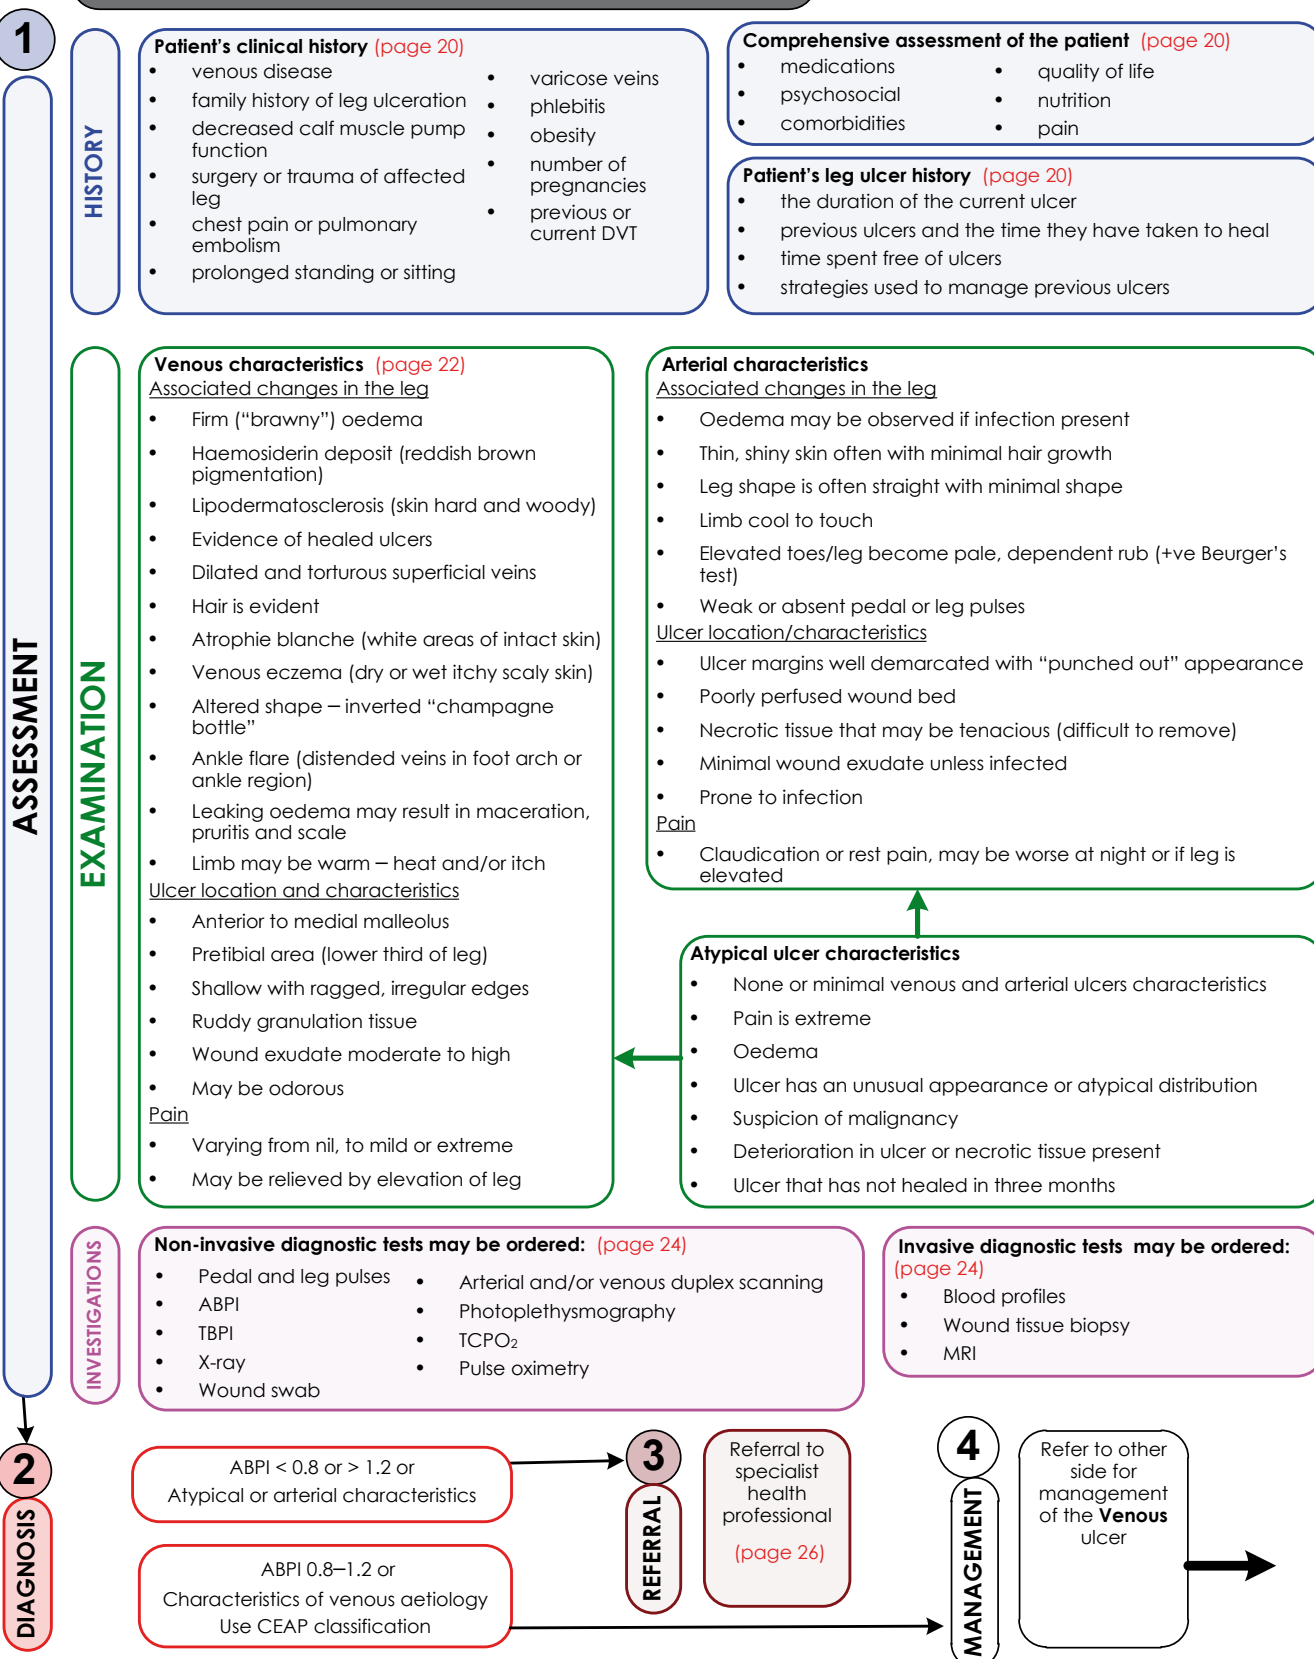 1
ASSESSMENT
HISTORY
Patient's clinical history (page 20)
• venous disease
• family history of leg ulceration
• decreased calf muscle pump
function
• surgery or trauma of affected
leg
• chest pain or pulmonary
embolism
• prolonged standing or sitting
• varicose veins
• phlebitis
• obesity
• number of
pregnancies
• previous or
current DVT
Comprehensive assessment of the patient (page 20)
• medications
• psychosocial
• comorbidities
• quality of life
• nutrition
• pain
Patient's leg ulcer history (page 20)
• the duration of the current ulcer
• previous ulcers and the time they have taken to heal
• time spent free of ulcers
• strategies used to manage previous ulcers
EXAMINATION
Venous characteristics (page 22)
Associated changes in the leg
• Firm (“brawny”) oedema
• Haemosiderin deposit (reddish brown
pigmentation)
• Lipodermatosclerosis (skin hard and woody)
• Evidence of healed ulcers
• Dilated and torturous superficial veins
• Hair is evident
• Atrophie blanche (white areas of intact skin)
• Venous eczema (dry or wet itchy scaly skin)
• Altered shape – inverted “champagne
bottle”
• Ankle flare (distended veins in foot arch or
ankle region)
• Leaking oedema may result in maceration,
pruritis and scale
• Limb may be warm – heat and/or itch
Ulcer location and characteristics
• Anterior to medial malleolus
• Pretibial area (lower third of leg)
• Shallow with ragged, irregular edges
• Ruddy granulation tissue
• Wound exudate moderate to high
• May be odorous
Pain
• Varying from nil, to mild or extreme
• May be relieved by elevation of leg
Arterial characteristics
Associated changes in the leg
• Oedema may be observed if infection present
• Thin, shiny skin often with minimal hair growth
• Leg shape is often straight with minimal shape
• Limb cool to touch
• Elevated toes/leg become pale, dependent rub (+ve Beurger's
test)
• Weak or absent pedal or leg pulses
Ulcer location/characteristics
• Ulcer margins well demarcated with “punched out” appearance
• Poorly perfused wound bed
• Necrotic tissue that may be tenacious (difficult to remove)
• Minimal wound exudate unless infected
• Prone to infection
Pain
• Claudication or rest pain, may be worse at night or if leg is
elevated
Atypical ulcer characteristics
• None or minimal venous and arterial ulcers characteristics
• Pain is extreme
• Oedema
• Ulcer has an unusual appearance or atypical distribution
• Suspicion of malignancy
• Deterioration in ulcer or necrotic tissue present
• Ulcer that has not healed in three months
INVESTIGATIONS
Non-invasive diagnostic tests may be ordered: (page 24)
• Pedal and leg pulses
• ABPI
• TBPI
• X-ray
• Wound swab
• Arterial and/or venous duplex scanning
• Photoplethysmography
• TCPO₂
• Pulse oximetry
Invasive diagnostic tests may be ordered:
(page 24)
• Blood profiles
• Wound tissue biopsy
• MRI
2
DIAGNOSIS
ABPI < 0.8 or > 1.2 or
Atypical or arterial characteristics
ABPI 0.8–1.2 or
Characteristics of venous aetiology
Use CEAP classification
3
REFERRAL
Referral to
specialist
health
professional
(page 26)
4
MANAGEMENT
Refer to other
side for
management
of the Venous
ulcer